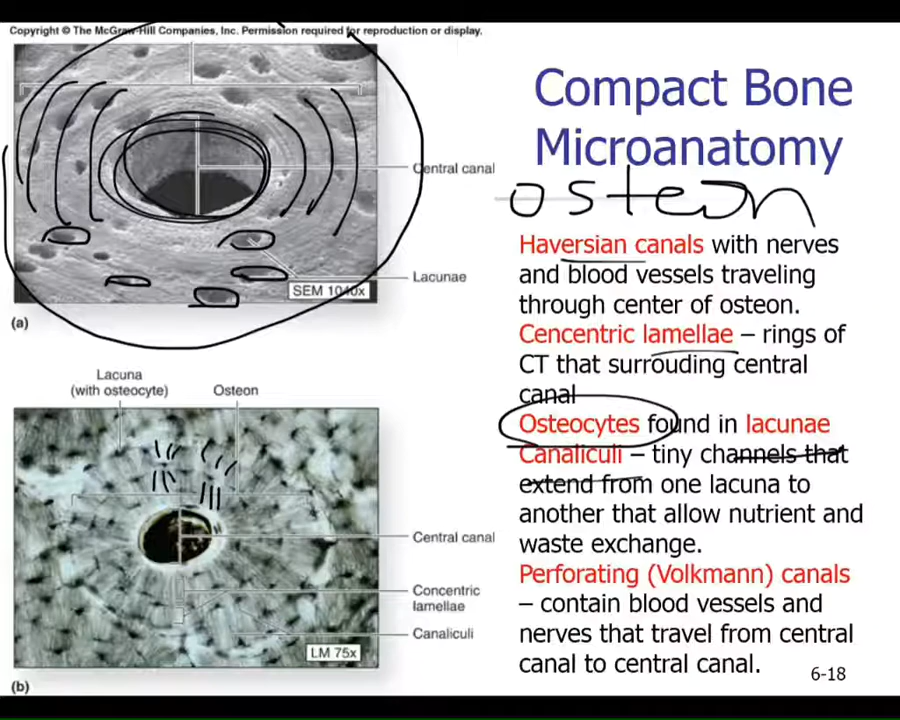 Copyright © The McGraw-Hill Companies, Inc. Permission required for reproduction or display.
Central canal
Lacunae
SEM 1040x
(a)
Lacuna
(with osteocyte)
Osteon
Central canal
Concentric
lamellae
Canaliculi
LM 75x
(b)
Compact Bone
Microanatomy
osteon
Haversian canals with nerves
and blood vessels traveling
through center of osteon.
Cencentric lamellae – rings of
CT that surrouding central
canal
Osteocytes found in lacunae
Canaliculi – tiny channels that
extend from one lacuna to
another that allow nutrient and
waste exchange.
Perforating (Volkmann) canals
– contain blood vessels and
nerves that travel from central
canal to central canal.
6-18